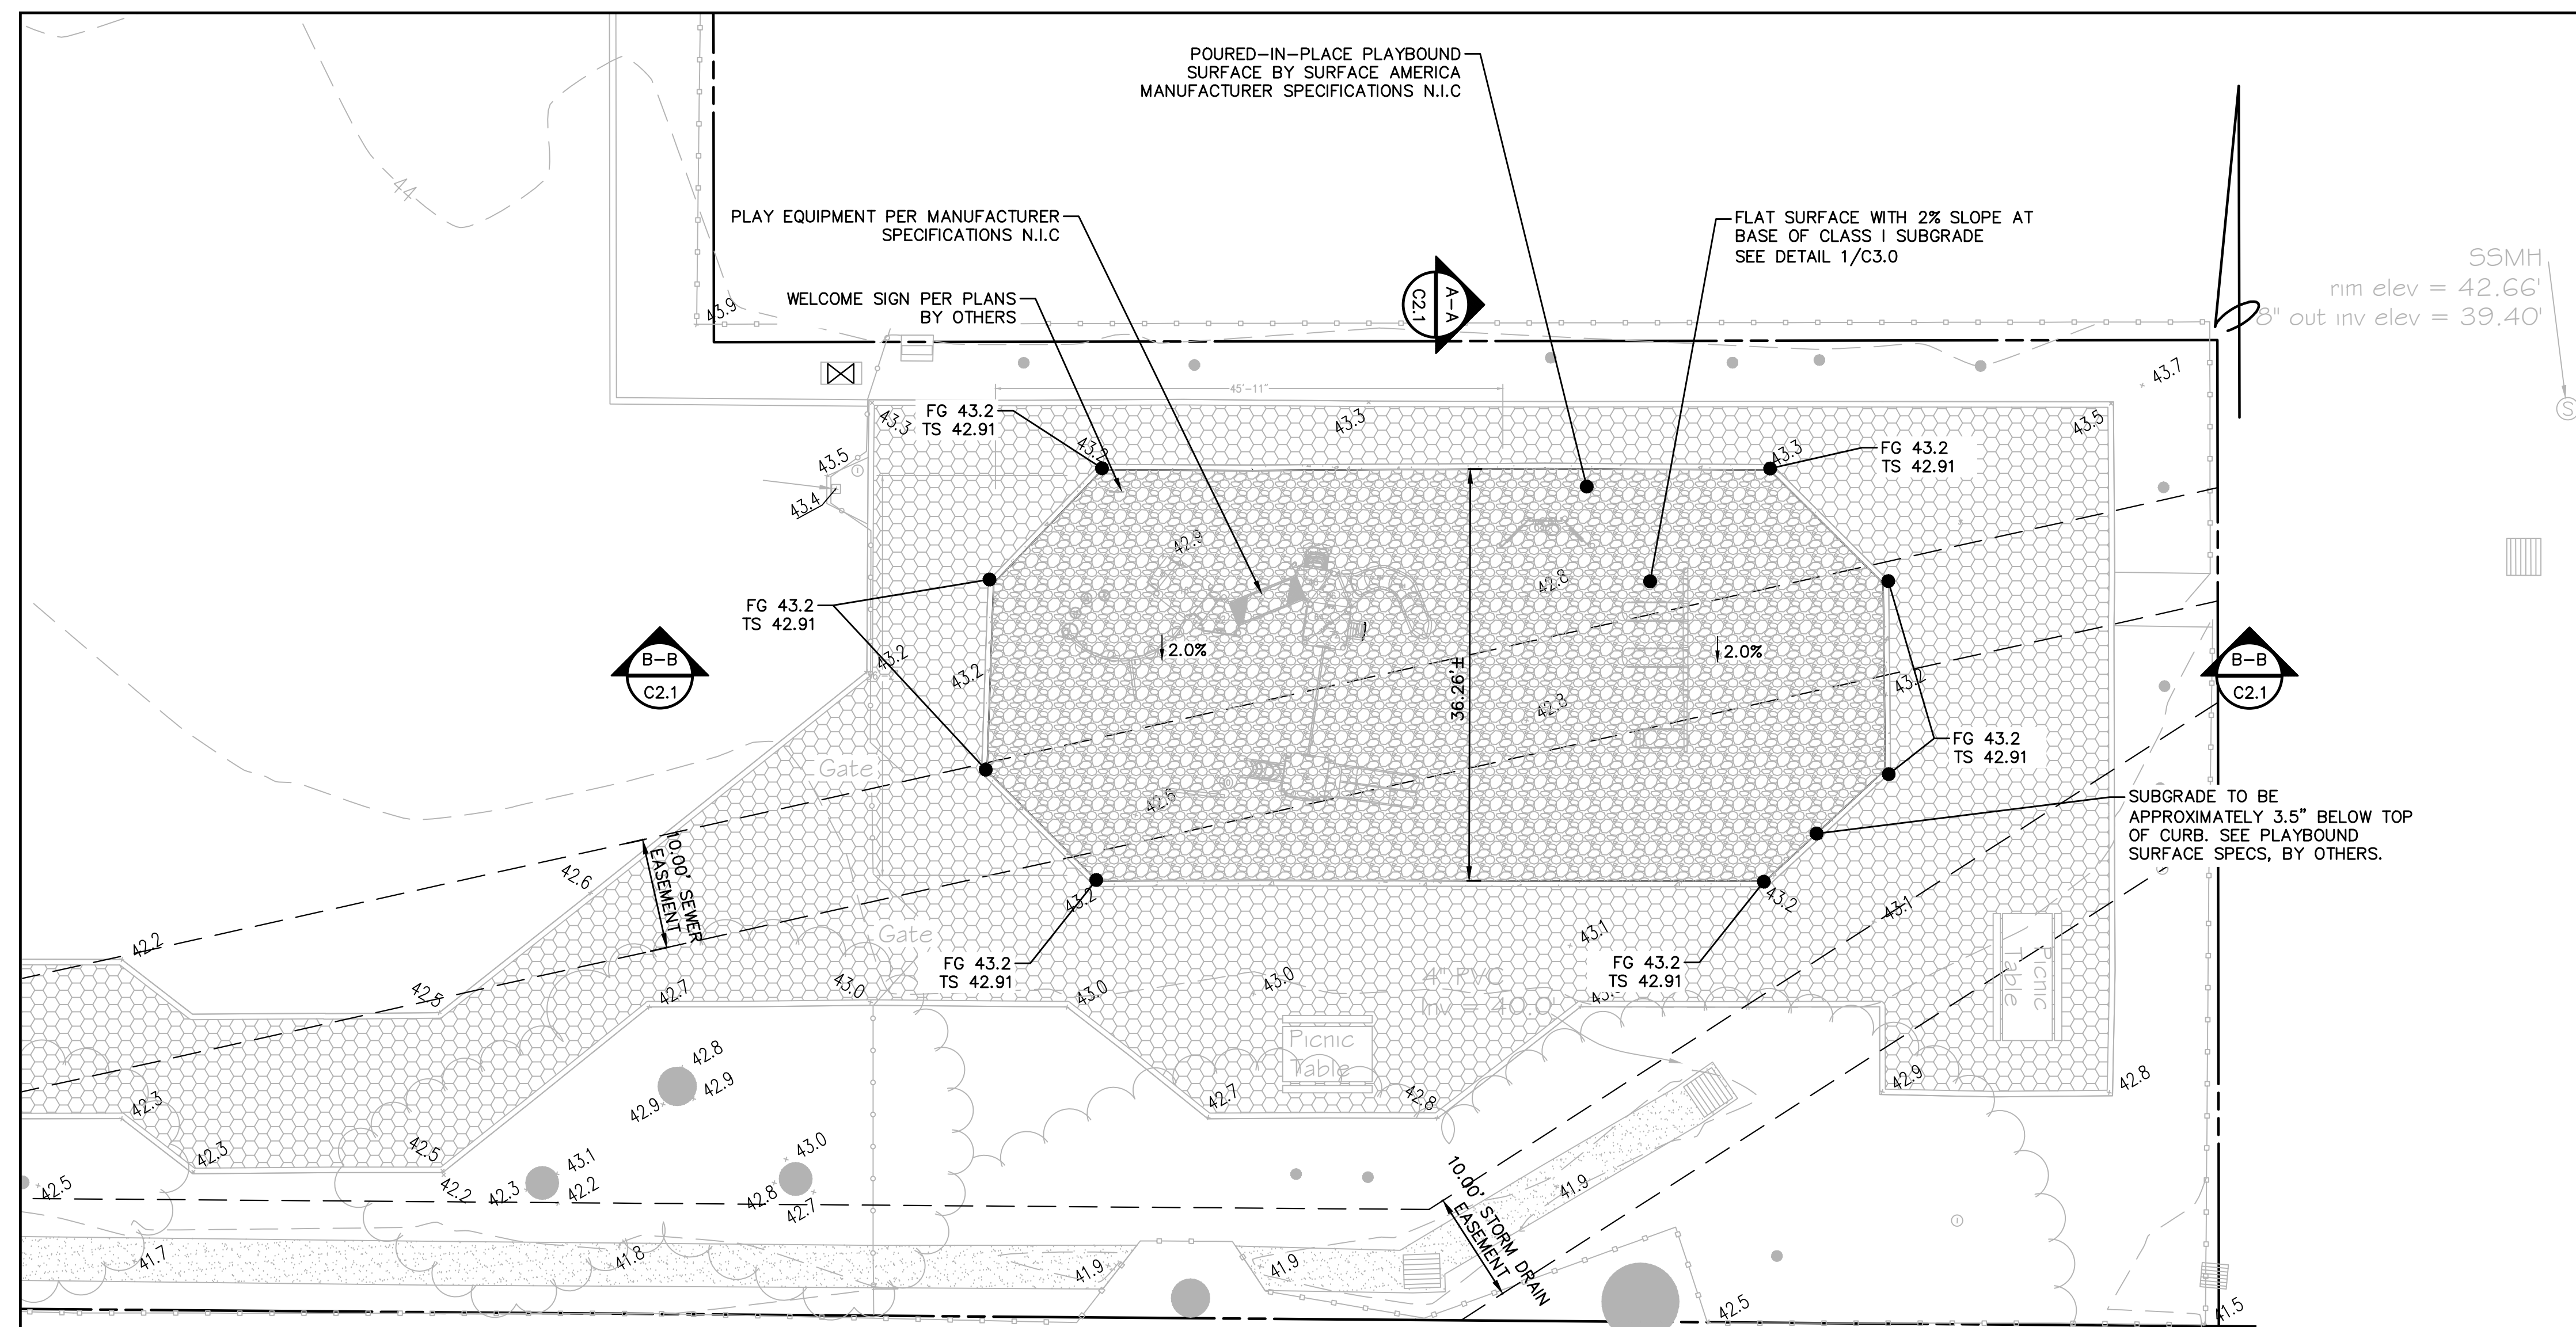 POURED-IN-PLACE PLAYBOUND
SURFACE BY SURFACE AMERICA
MANUFACTURER SPECIFICATIONS N.I.C
44
PLAY EQUIPMENT PER MANUFACTURER
SPECIFICATIONS N.I.C
FLAT SURFACE WITH 2% SLOPE AT
BASE OF CLASS I SUBGRADE
SEE DETAIL 1/C3.0
SSMH
rim elev = 42.66'
8" out inv elev = 39.40'
S
WELCOME SIGN PER PLANS
BY OTHERS
A-A
C2.1
43.9
43.7
45'-11"
FG 43.2
TS 42.91
43.3
43.2
43.3
43.3
43.5
FG 43.2
TS 42.91
43.5
43.4
42.9
42.8
FG 43.2
TS 42.91
B-B
C2.1
43.2
43.2
2.0%
36.26'±
42.8
2.0%
43.2
B-B
C2.1
FG 43.2
TS 42.91
Gate
42.6
SUBGRADE TO BE
APPROXIMATELY 3.5" BELOW TOP
OF CURB. SEE PLAYBOUND
SURFACE SPECS, BY OTHERS.
42.6
10.00' SEWER
EASEMENT
43.2
43.2
43.1
42.2
Gate
43.1
FG 43.2
TS 42.91
FG 43.2
TS 42.91
42.5
42.7
43.0
43.0
43.0
4" PVC
Inv = 40.0'
Picnic
Table
Picnic
Table
42.3
42.8
42.9
42.9
42.7
42.8
42.9
42.8
42.3
42.5
43.1
43.0
42.5
42.2
42.3
42.2
42.8
42.7
41.9
10.00' STORM DRAIN
EASEMENT
41.7
41.8
41.9
41.9
42.5
41.5